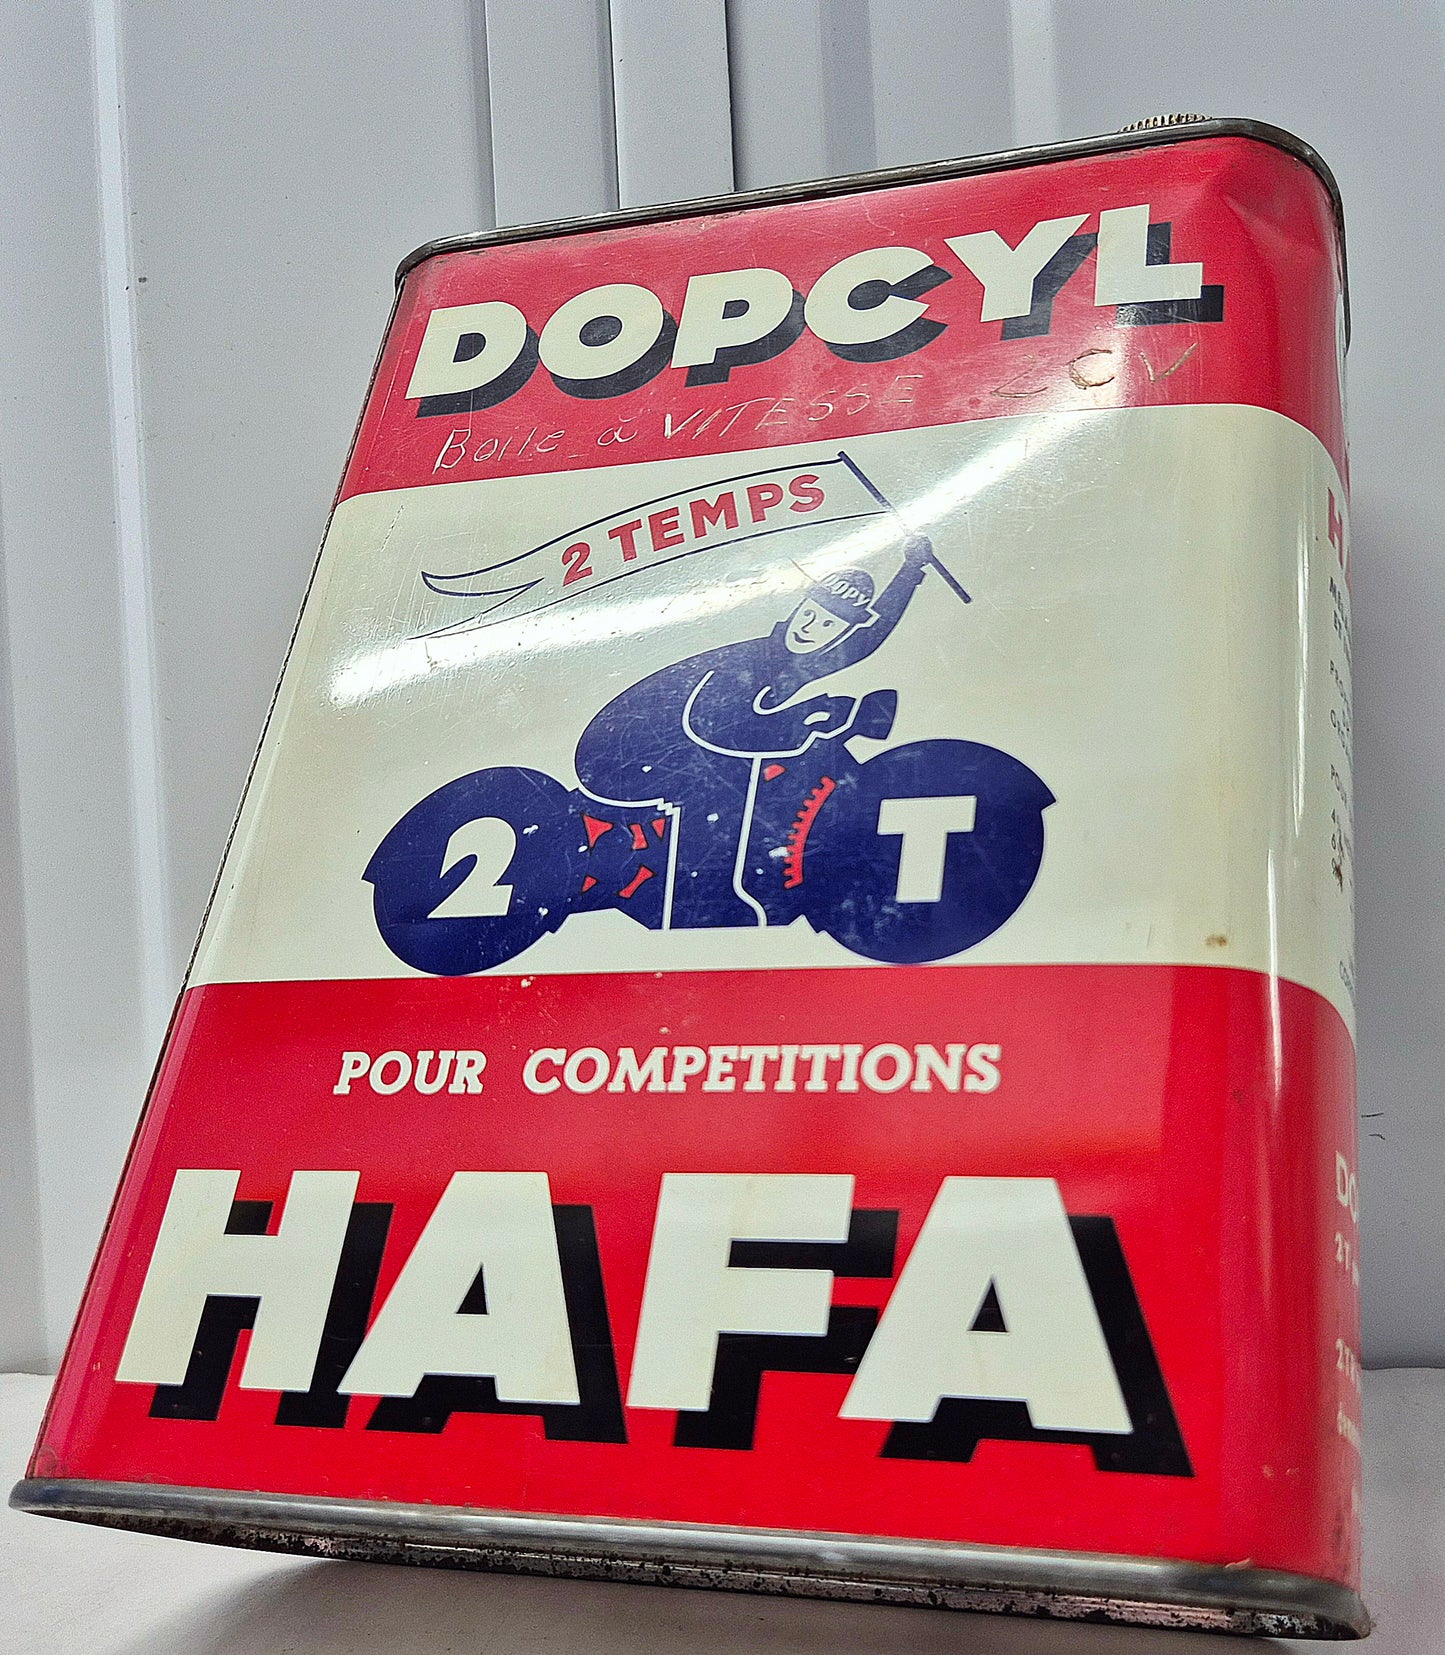 DOPCYL
Boite à VITESSE 2CV
2 TEMPS
DOPY
2 T
POUR COMPETITIONS
HAFA